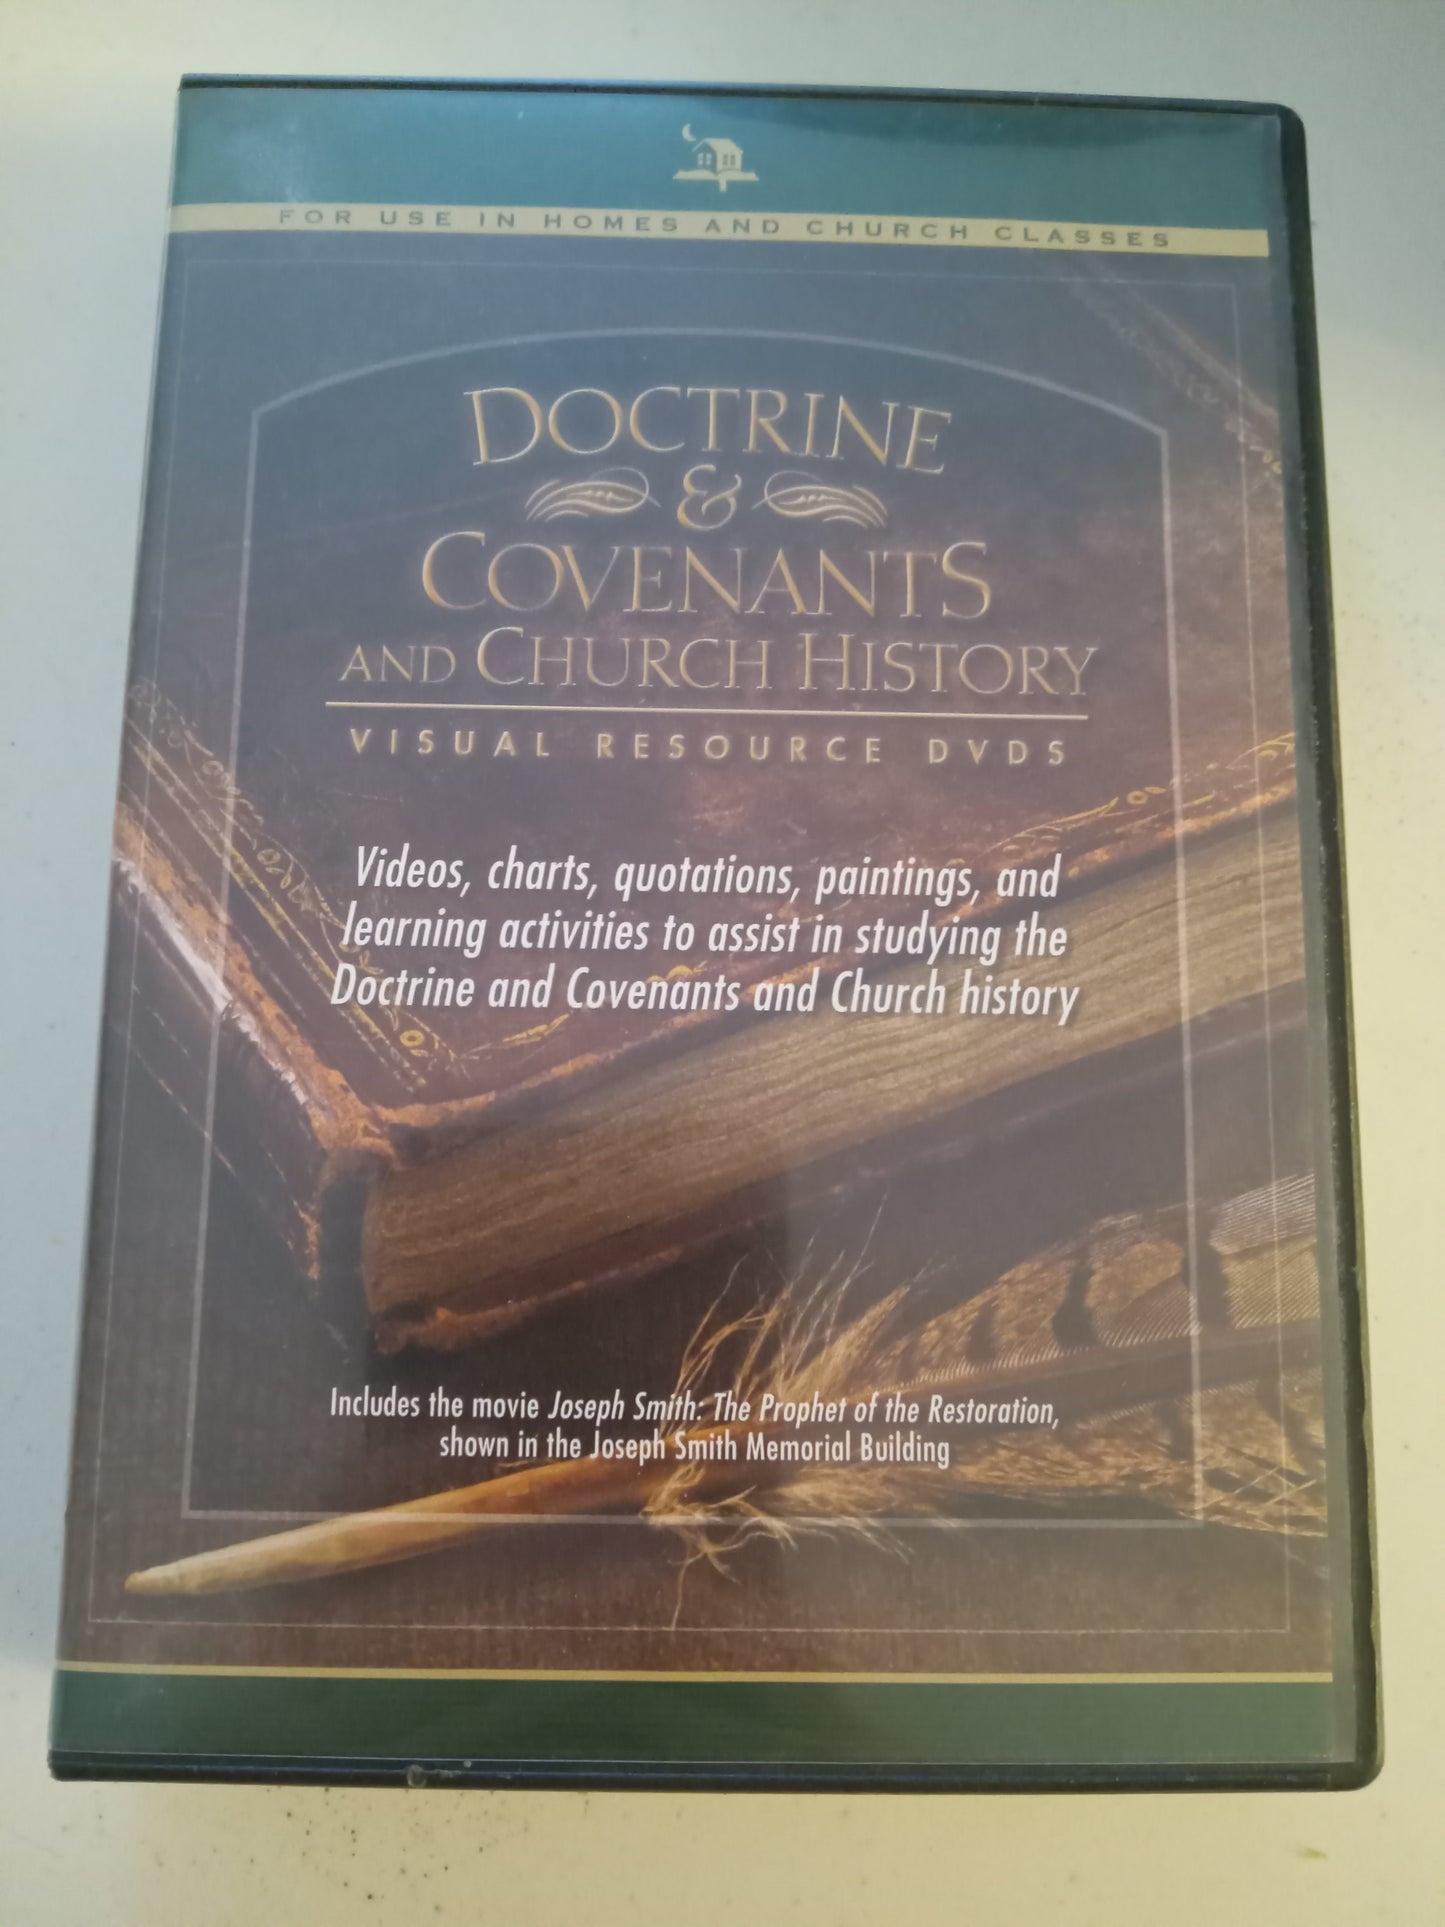 FOR USE IN HOMES AND CHURCH CLASSES
DOCTRINE
&
COVENANTS
AND CHURCH HISTORY
VISUAL RESOURCE DVDS
Videos, charts, quotations, paintings, and
learning activities to assist in studying the
Doctrine and Covenants and Church history
Includes the movie Joseph Smith: The Prophet of the Restoration,
shown in the Joseph Smith Memorial Building